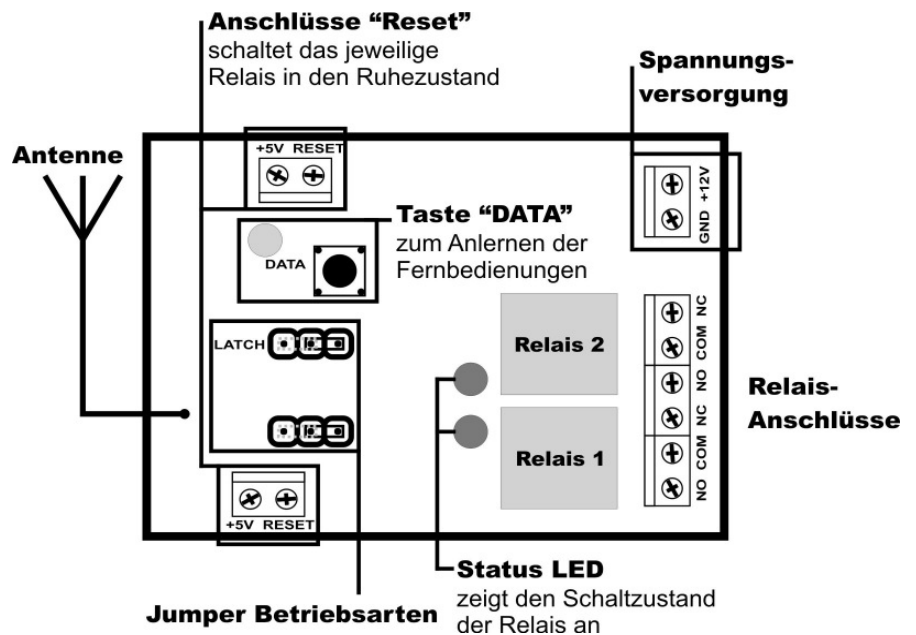 Anschlüsse “Reset”
schaltet das jeweilige
Relais in den Ruhezustand
Spannungs-
versorgung
Antenne
+5V RESET
GND +12V
Taste “DATA”
zum Anlernen der
Fernbedienungen
DATA
LATCH
Relais 2
Relais 1
NO COM NC
NO COM NC
Relais-
Anschlüsse
+5V RESET
Status LED
zeigt den Schaltzustand
der Relais an
Jumper Betriebsarten